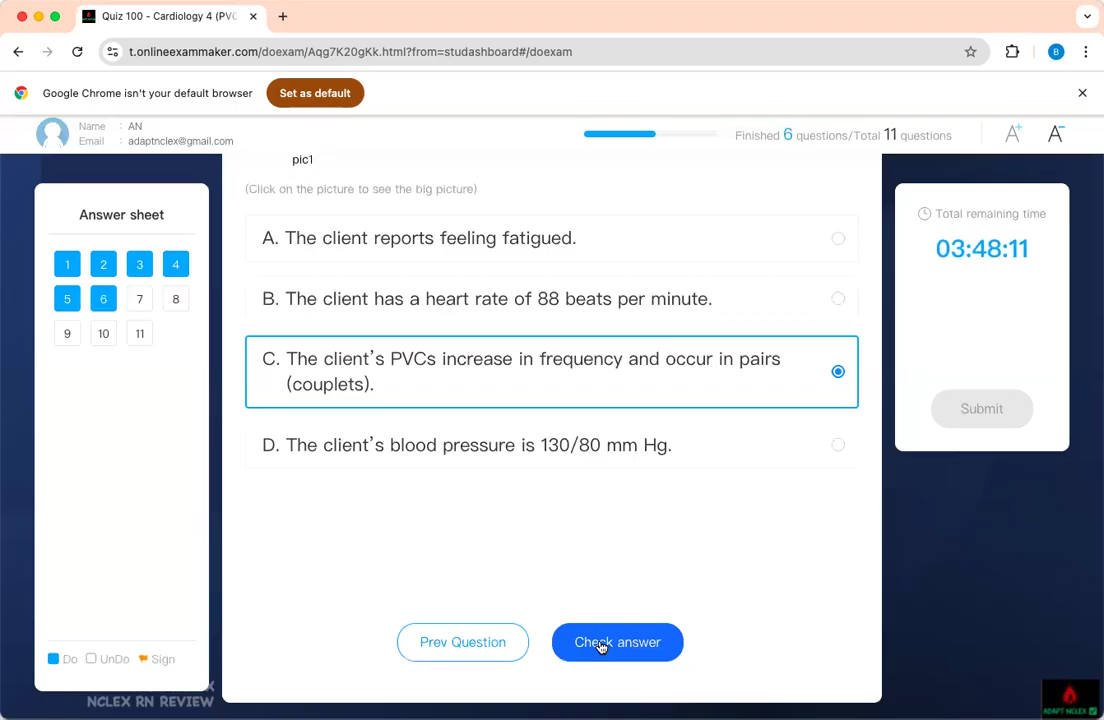 Quiz 100 - Cardiology 4 (PVC
t.onlineexammaker.com/doexam/Aqg7K20gKk.html?from=studashboard#/doexam
B
Google Chrome isn't your default browser
Set as default
Name : AN
Email : adaptnclex@gmail.com
Finished 6 questions/Total 11 questions
A+ A-
pic1
(Click on the picture to see the big picture)
Answer sheet
1 2 3 4
5 6 7 8
9 10 11
Do UnDo Sign
A. The client reports feeling fatigued.
B. The client has a heart rate of 88 beats per minute.
C. The client's PVCs increase in frequency and occur in pairs
(couplets).
D. The client's blood pressure is 130/80 mm Hg.
Prev Question
Check answer
Total remaining time
03:48:11
Submit
NCLEX RN REVIEW
ADAPT NCLEX